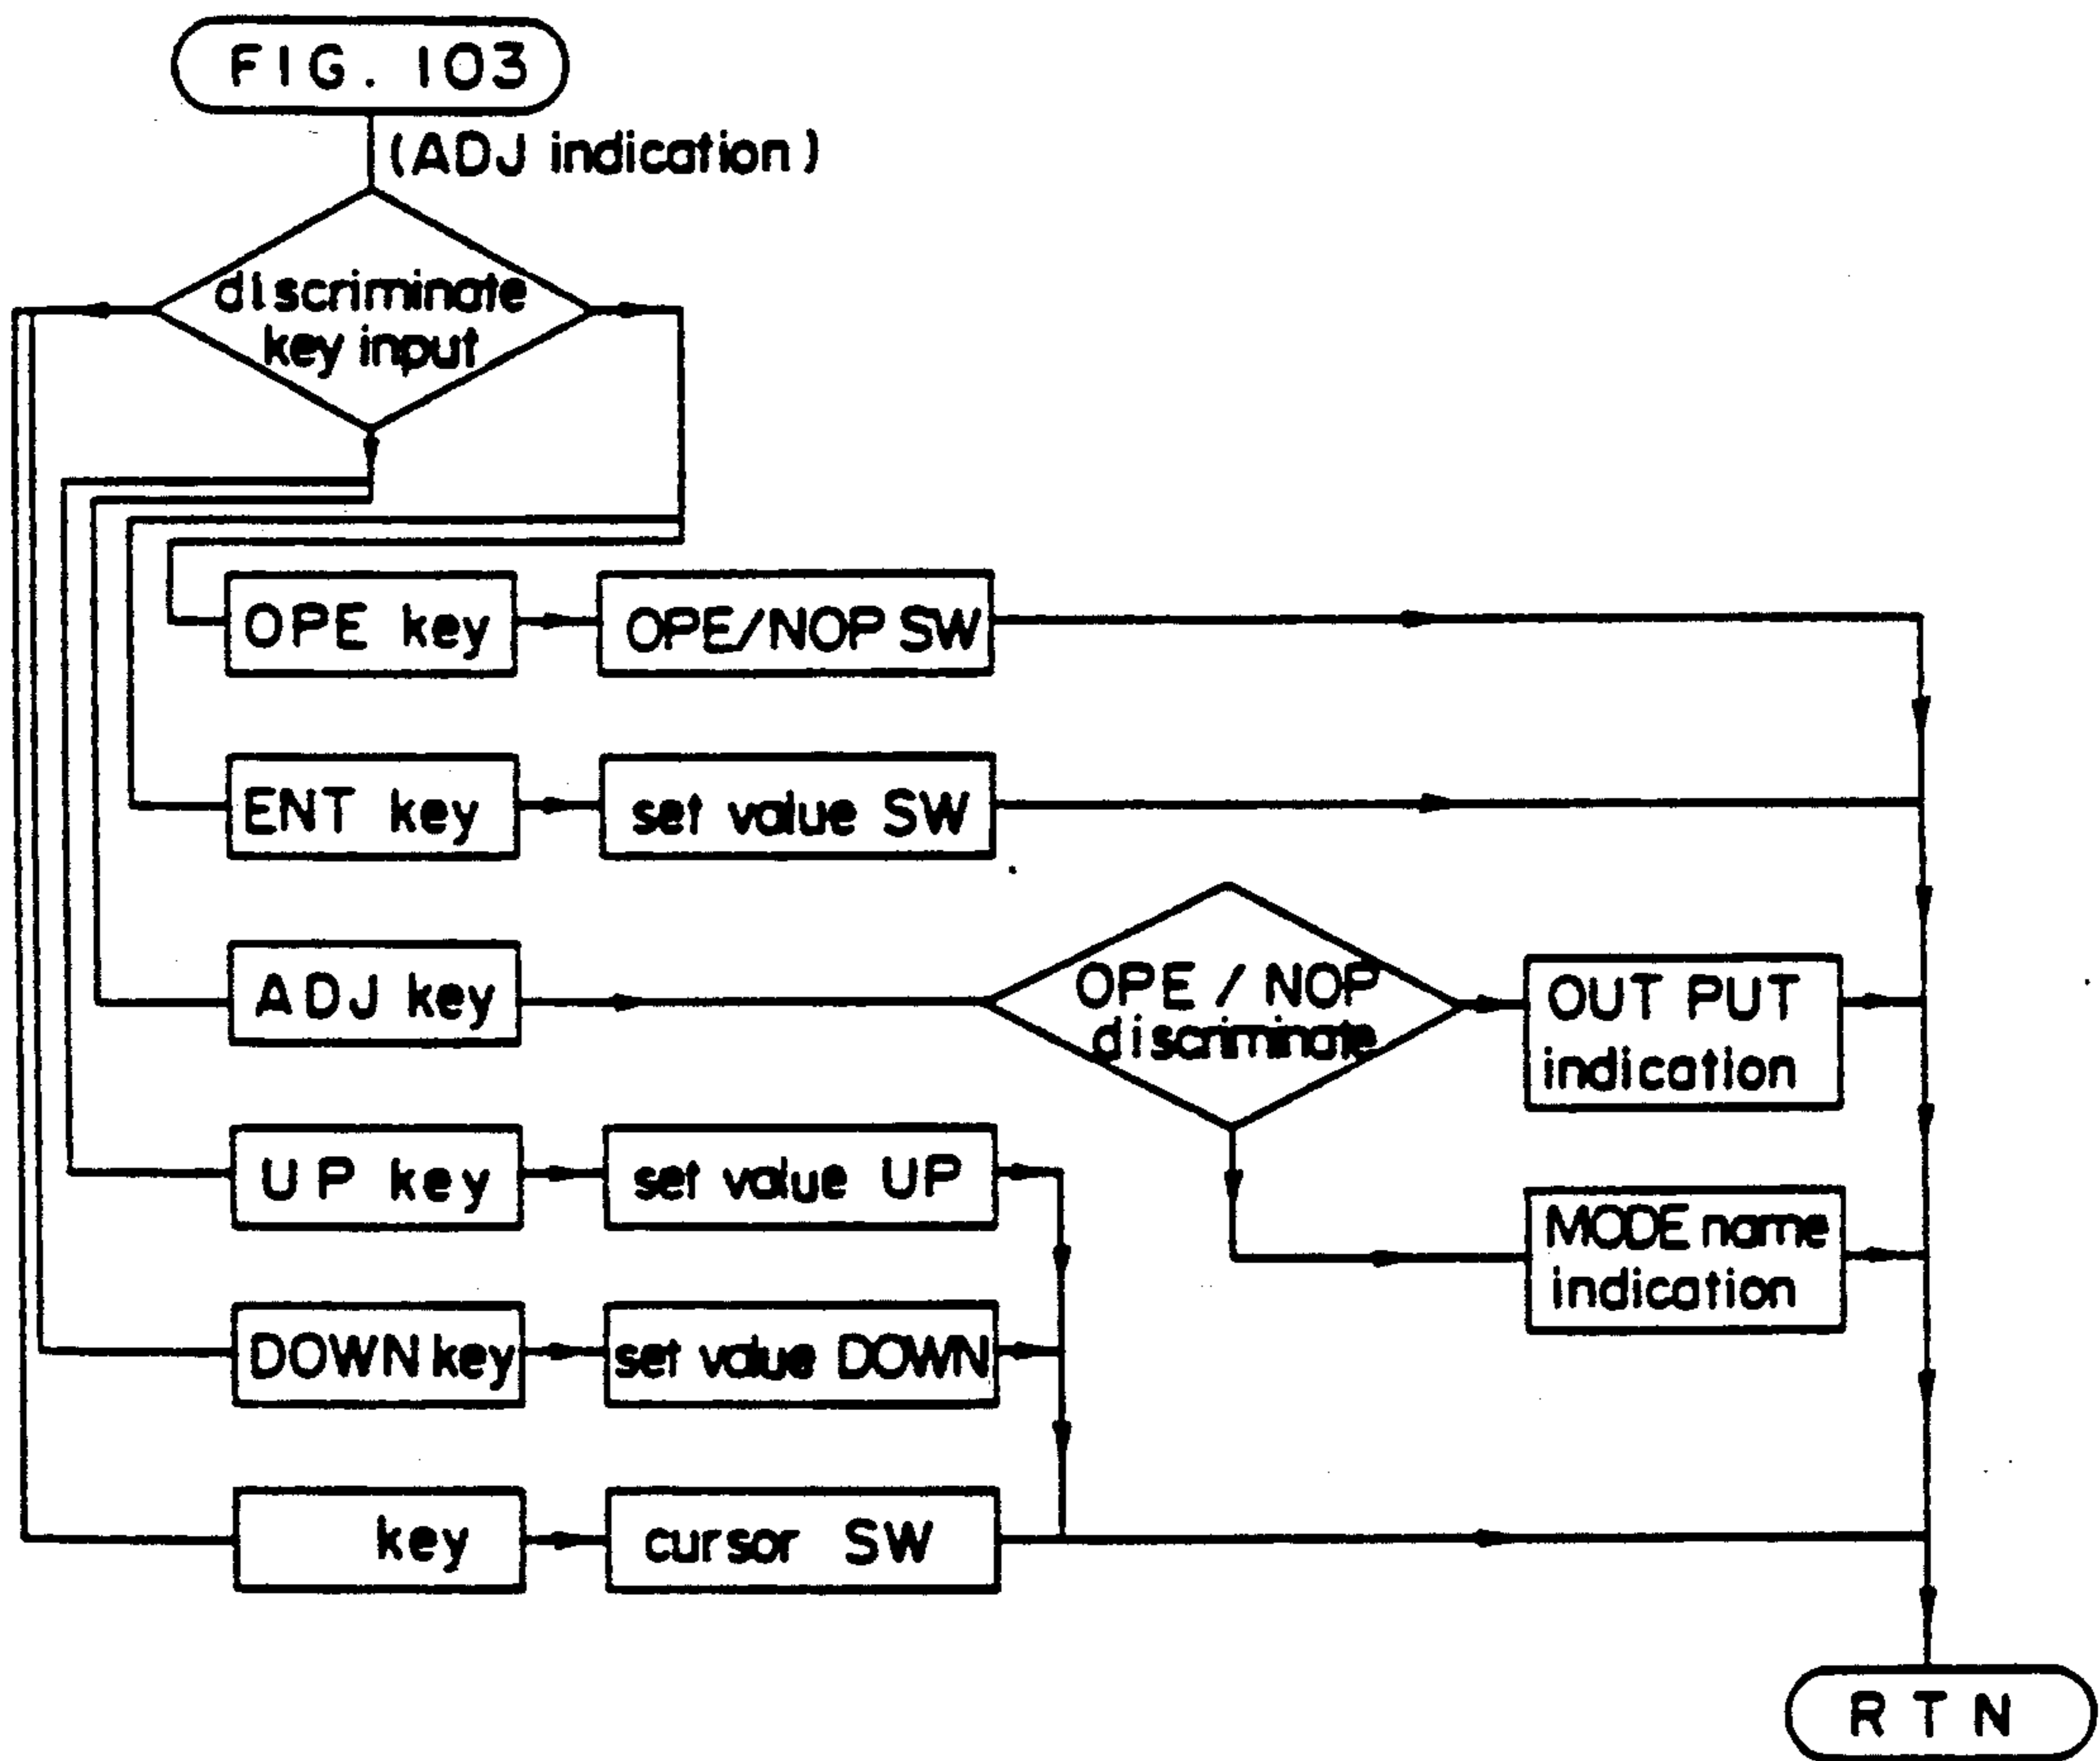 FIG. 103
(ADJ indication)
discriminate
key input
OPE key
OPE/NOP SW
ENT key
set value SW
ADJ key
OPE / NOP
discriminate
OUT PUT
indication
UP key
set value UP
MODE name
indication
DOWN key
set value DOWN
key
cursor SW
RTN